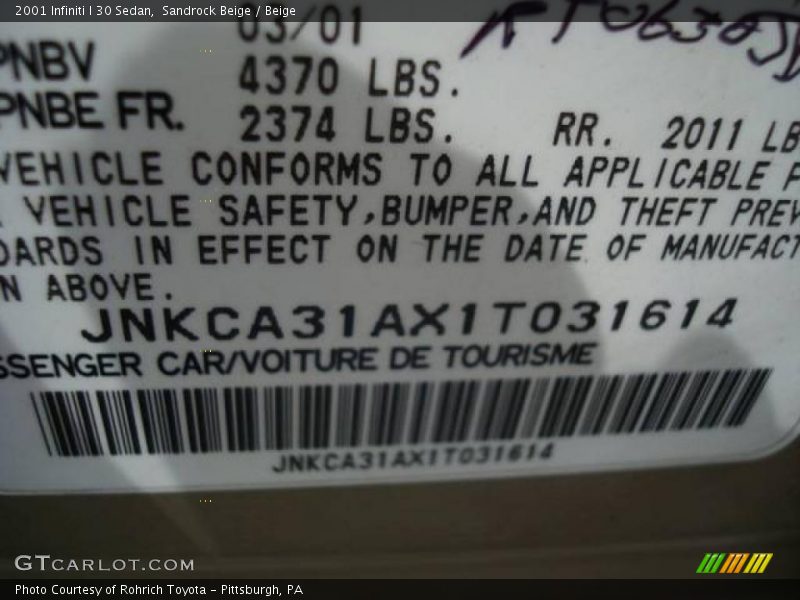 2001 Infiniti I 30 Sedan,  Sandrock Beige / Beige
03/01
PNBV 4370 LBS.
PNBE FR. 2374 LBS. RR. 2011 LB
VEHICLE CONFORMS TO ALL APPLICABLE F
VEHICLE SAFETY, BUMPER, AND THEFT PREV
DARDS IN EFFECT ON THE DATE OF MANUFACT
N ABOVE.
JNKCA31AX1T031614
SSENGER CAR/VOITURE DE TOURISME
JNKCA31AX1T031614
GTCARLOT.COM
Photo Courtesy of Rohrich Toyota - Pittsburgh, PA